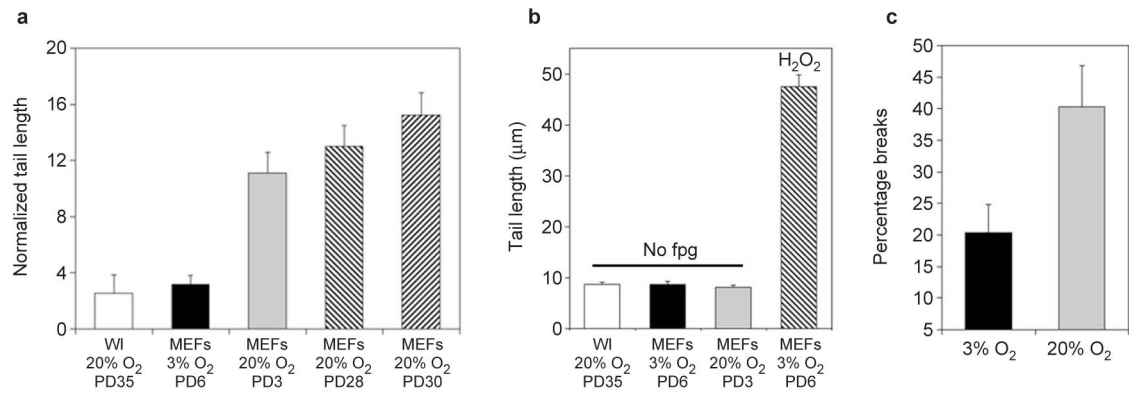 a
Normalized tail length
20
16
12
8
4
0
WI
20% O2
PD35
MEFs
3% O2
PD6
MEFs
20% O2
PD3
MEFs
20% O2
PD28
MEFs
20% O2
PD30
b
Tail length (μm)
50
40
30
20
10
0
H2O2
No fpg
WI
20% O2
PD35
MEFs
3% O2
PD6
MEFs
20% O2
PD3
MEFs
3% O2
PD6
c
Percentage breaks
50
45
40
35
30
25
20
15
10
5
3% O2
20% O2